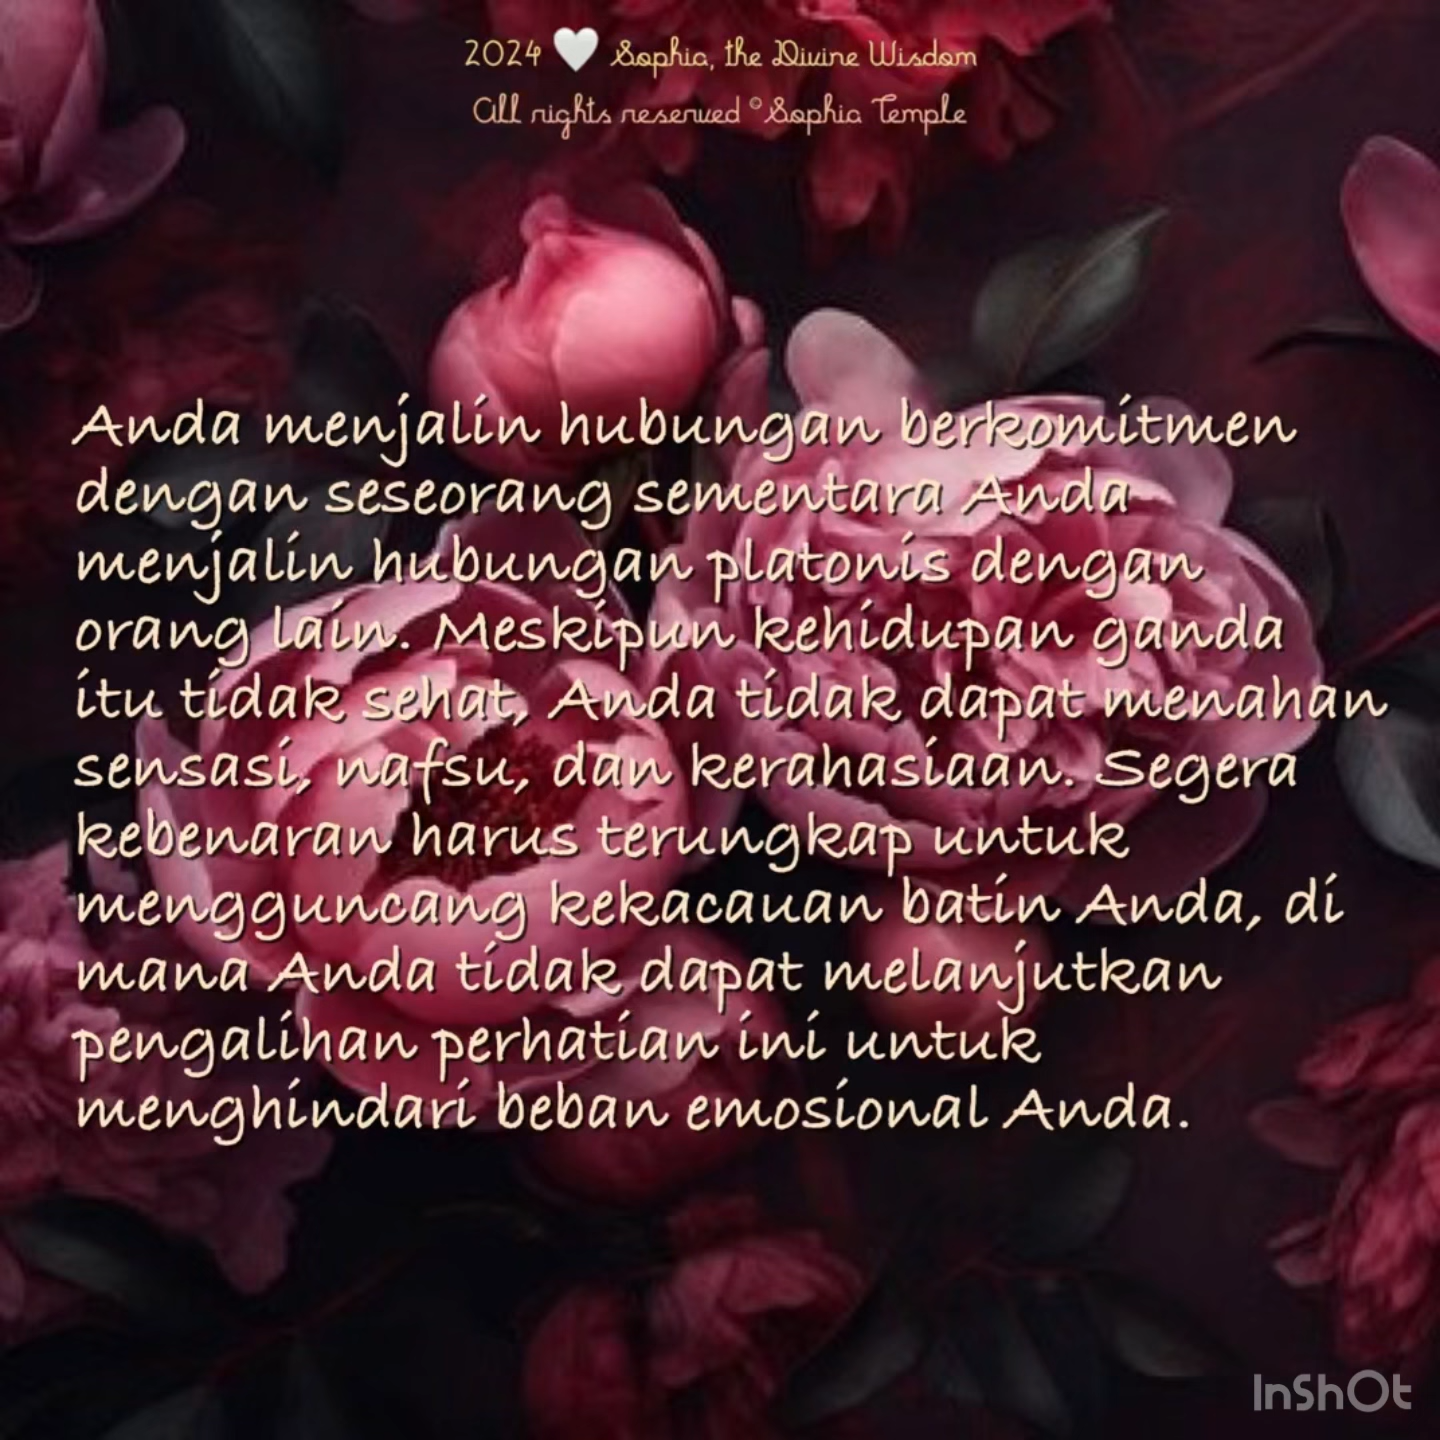 2024 🤍 Sophia, the Divine Wisdom
All rights reserved © Sophia Temple
Anda menjalin hubungan berkomitmen
dengan seseorang sementara Anda
menjalin hubungan platonis dengan
orang lain. Meskipun kehidupan ganda
itu tidak sehat, Anda tidak dapat menahan
sensasi, nafsu, dan kerahasiaan. Segera
kebenaran harus terungkap untuk
mengguncang kekacauan batin Anda, di
mana Anda tidak dapat melanjutkan
pengalihan perhatian ini untuk
menghindari beban emosional Anda.
InShOt